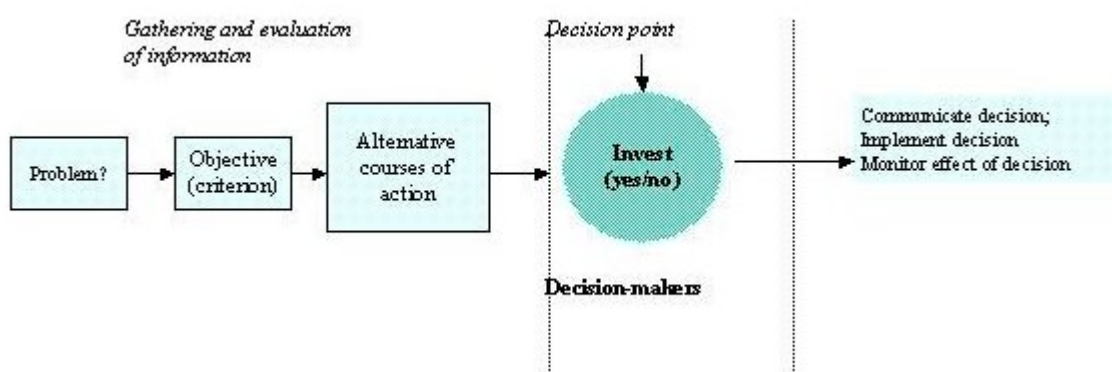 Gathering and evaluation
of information
Decision point
Problem?
Objective
(criterion)
Alternative
courses of
action
Invest
(yes/no)
Decision-makers
Communicate decision;
Implement decision
Monitor effect of decision